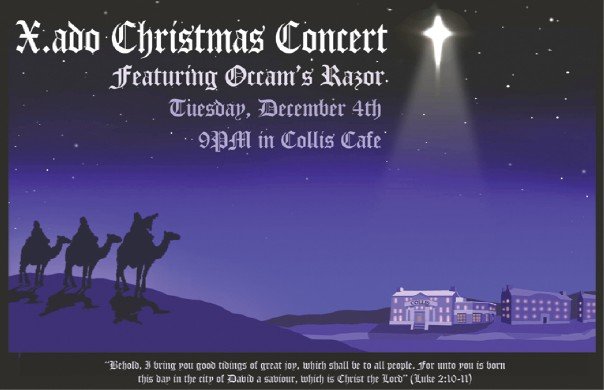 X.ado Christmas Concert
Featuring Occam's Razor
Tuesday, December 4th
9PM in Collis Cafe
COLLIS
"Behold, I bring you good tidings of great joy, which shall be to all people. For unto you is born
this day in the city of David a saviour, which is Christ the Lord" (Luke 2:10-11)